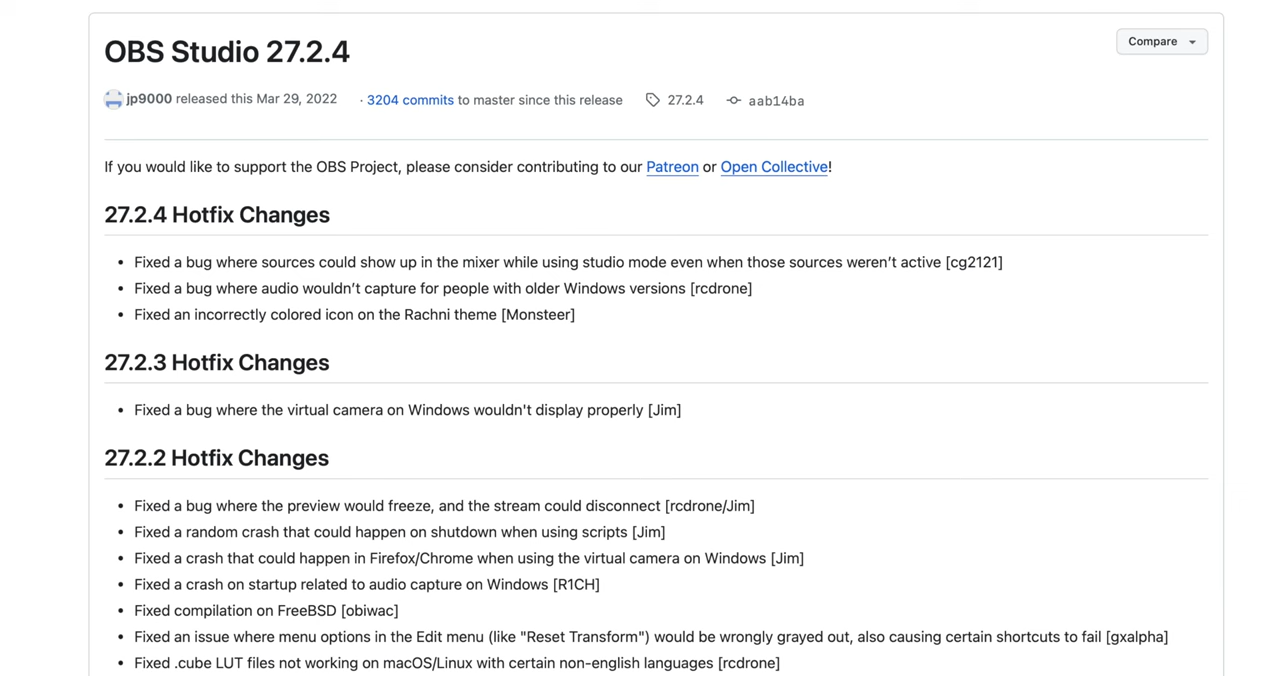 OBS Studio 27.2.4
Compare
jp9000 released this Mar 29, 2022 · 3204 commits to master since this release 27.2.4 aab14ba
If you would like to support the OBS Project, please consider contributing to our Patreon or Open Collective!
27.2.4 Hotfix Changes
• Fixed a bug where sources could show up in the mixer while using studio mode even when those sources weren’t active [cg2121]
• Fixed a bug where audio wouldn’t capture for people with older Windows versions [rcdrone]
• Fixed an incorrectly colored icon on the Rachni theme [Monsteer]
27.2.3 Hotfix Changes
• Fixed a bug where the virtual camera on Windows wouldn't display properly [Jim]
27.2.2 Hotfix Changes
• Fixed a bug where the preview would freeze, and the stream could disconnect [rcdrone/Jim]
• Fixed a random crash that could happen on shutdown when using scripts [Jim]
• Fixed a crash that could happen in Firefox/Chrome when using the virtual camera on Windows [Jim]
• Fixed a crash on startup related to audio capture on Windows [R1CH]
• Fixed compilation on FreeBSD [obiwac]
• Fixed an issue where menu options in the Edit menu (like "Reset Transform") would be wrongly grayed out, also causing certain shortcuts to fail [gxalpha]
• Fixed .cube LUT files not working on macOS/Linux with certain non-english languages [rcdrone]